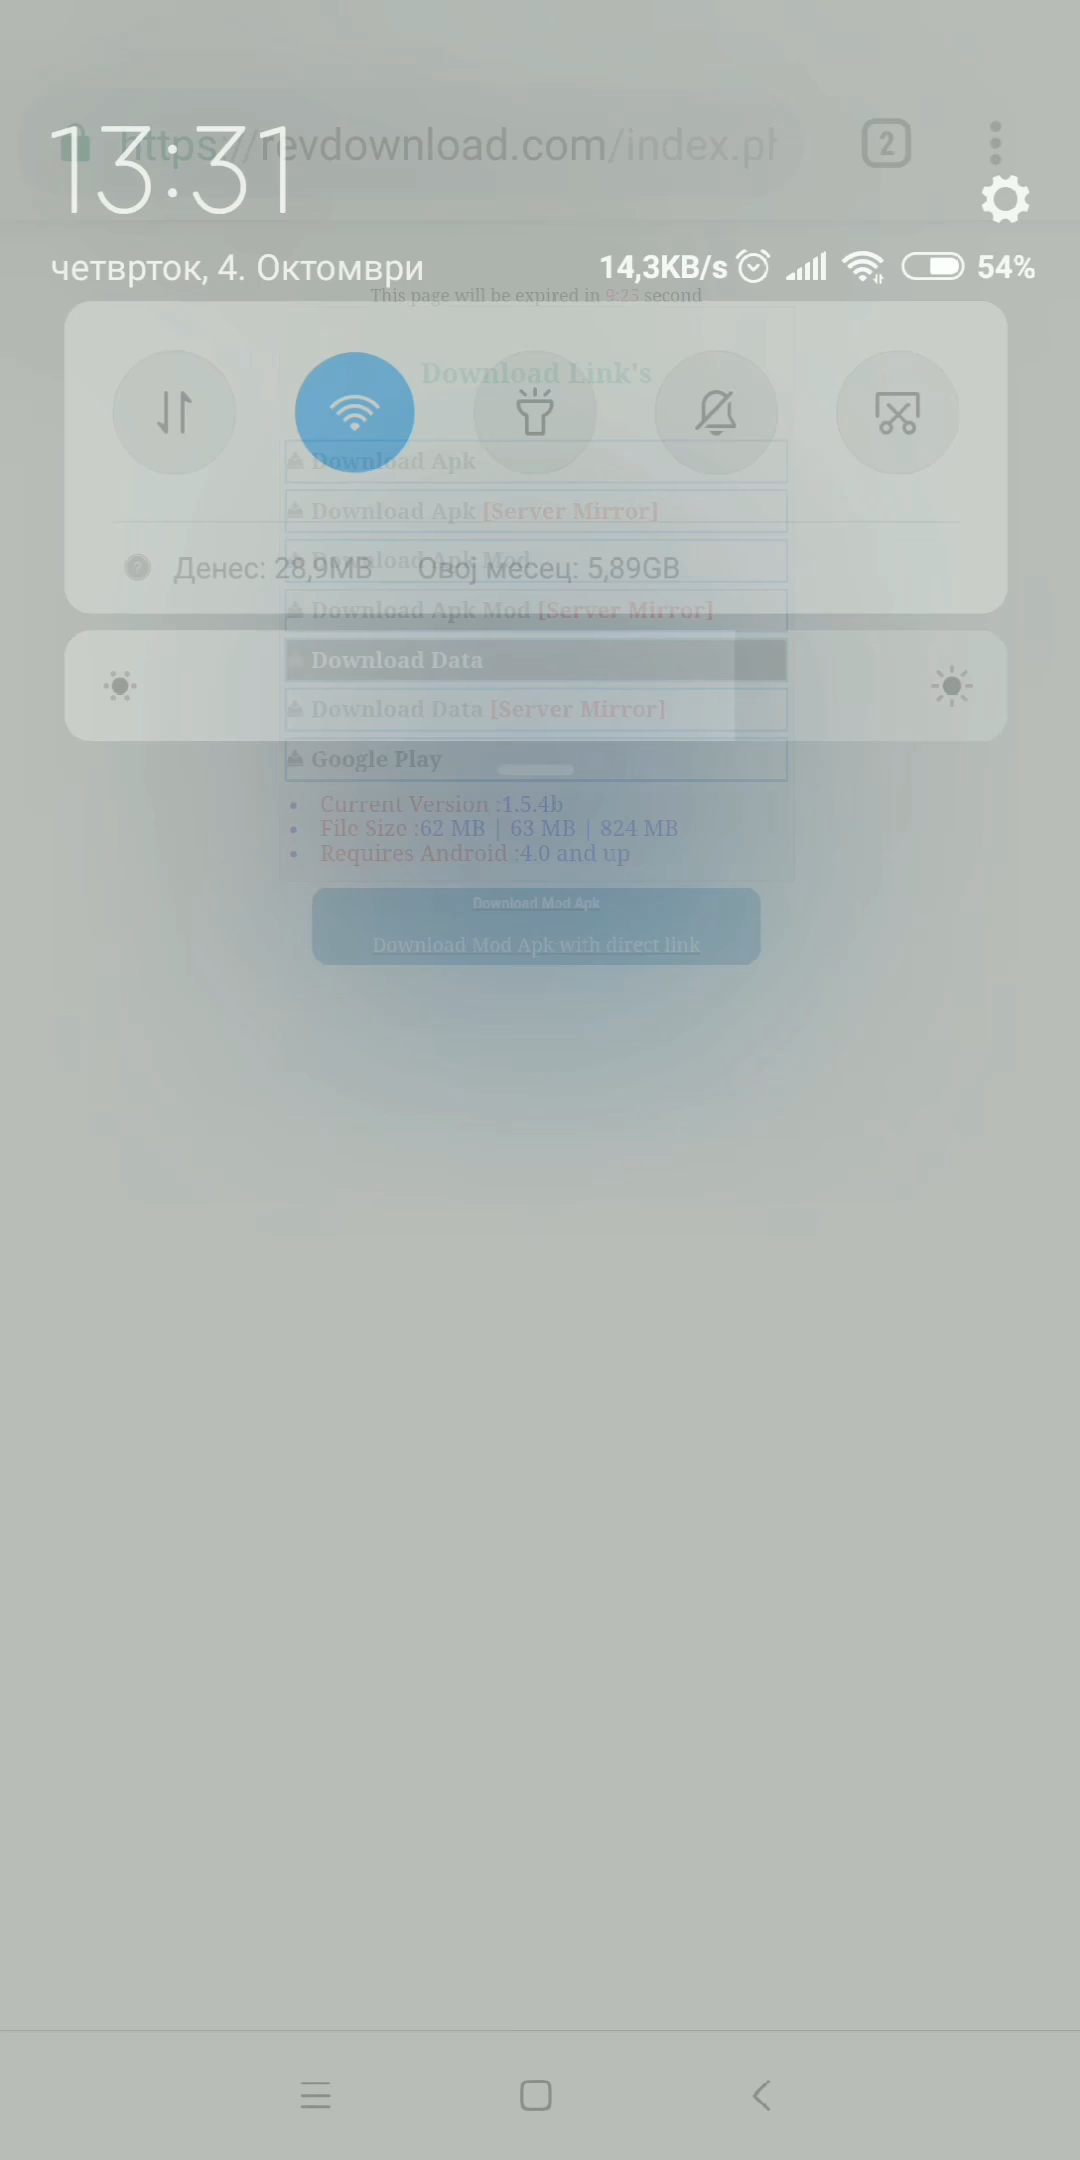 https://revdownload.com/index.ph
2
13:31
четврток, 4. Октомври
14,3KB/s
54%
This page will be expired in 9:25 second
Download Link's
Download Apk
Download Apk [Server Mirror]
Download Apk Mod
Денес: 28,9MB Овој месец: 5,89GB
Download Apk Mod [Server Mirror]
Download Data
Download Data [Server Mirror]
Google Play
Current Version :1.5.4b
File Size :62 MB | 63 MB | 824 MB
Requires Android :4.0 and up
Download Mod Apk
Download Mod Apk with direct link